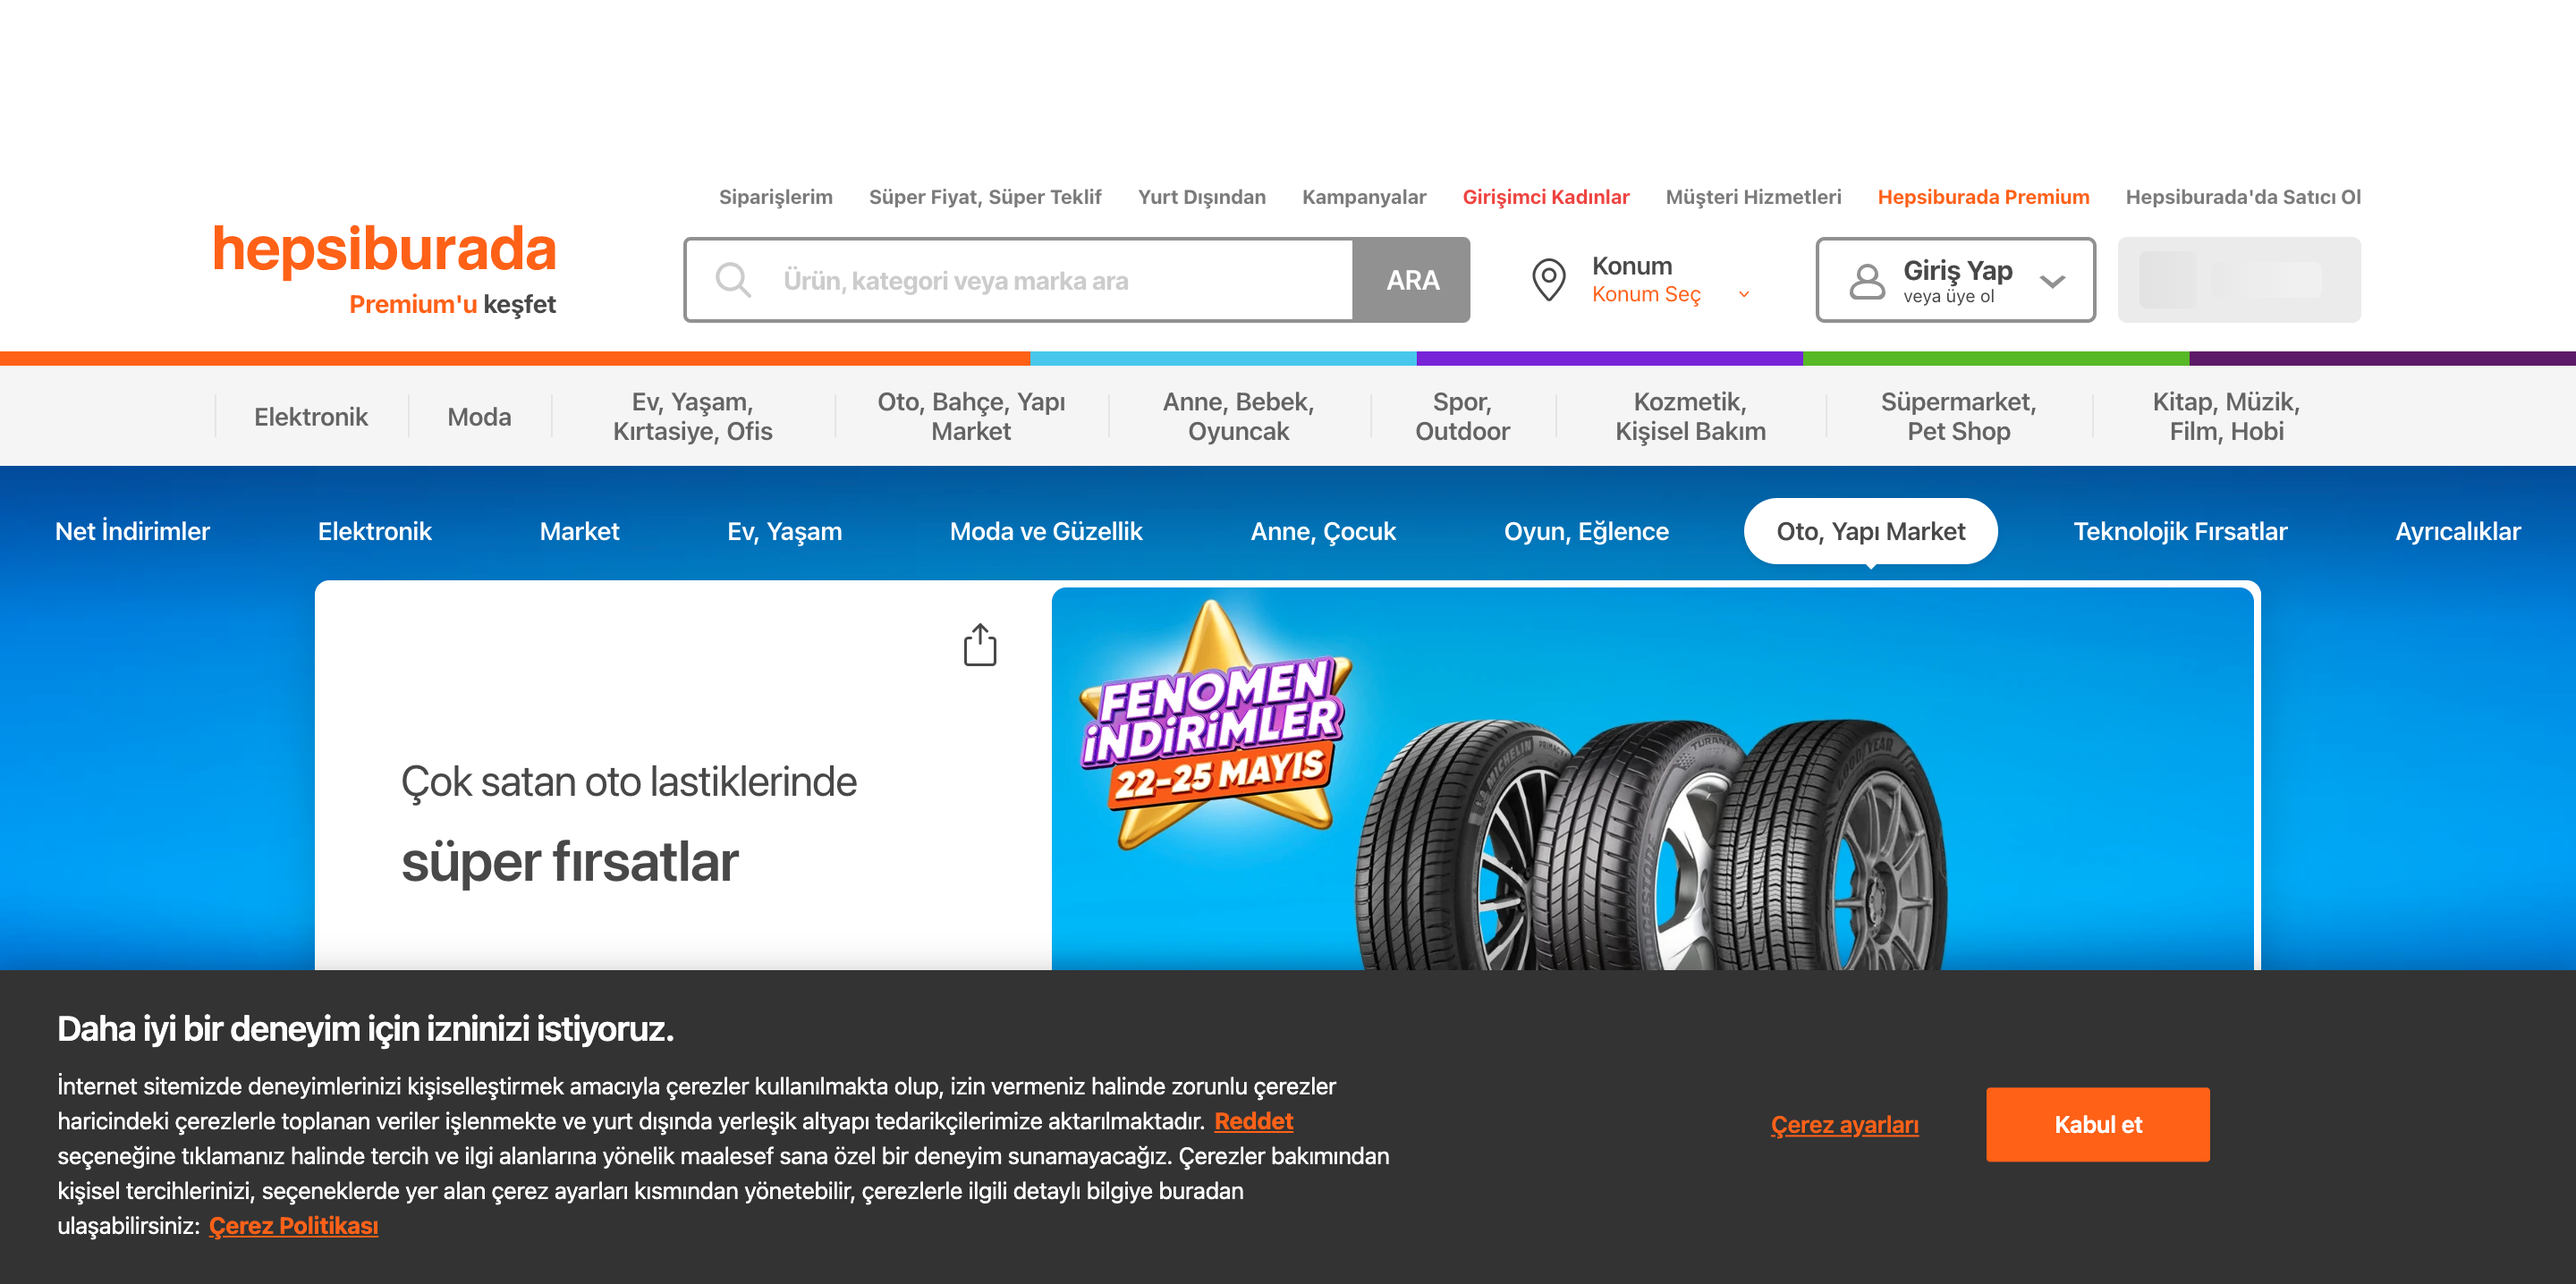 Siparişlerim Süper Fiyat, Süper Teklif Yurt Dışından Kampanyalar Girişimci Kadınlar Müşteri Hizmetleri Hepsiburada Premium Hepsiburada'da Satıcı Ol
hepsiburada
Premium'u keşfet
Ürün, kategori veya marka ara
ARA
Konum
Konum Seç
Giriş Yap
veya üye ol
Elektronik
Moda
Ev, Yaşam,
Kırtasiye, Ofis
Oto, Bahçe, Yapı
Market
Anne, Bebek,
Oyuncak
Spor,
Outdoor
Kozmetik,
Kişisel Bakım
Süpermarket,
Pet Shop
Kitap, Müzik,
Film, Hobi
Net İndirimler Elektronik Market Ev, Yaşam Moda ve Güzellik Anne, Çocuk Oyun, Eğlence Oto, Yapı Market Teknolojik Fırsatlar Ayrıcalıklar
Çok satan oto lastiklerinde
süper fırsatlar
FENOMEN
İNDİRİMLER
22-25 MAYIS
MICHELIN
GOODYEAR
Daha iyi bir deneyim için izninizi istiyoruz.
İnternet sitemizde deneyimlerinizi kişiselleştirmek amacıyla çerezler kullanılmakta olup, izin vermeniz halinde zorunlu çerezler
haricindeki çerezlerle toplanan veriler işlenmekte ve yurt dışında yerleşik altyapı tedarikçilerimize aktarılmaktadır. Reddet
seçeneğine tıklamanız halinde tercih ve ilgi alanlarına yönelik maalesef sana özel bir deneyim sunamayacağız. Çerezler bakımından
kişisel tercihlerinizi, seçeneklerde yer alan çerez ayarları kısmından yönetebilir, çerezlerle ilgili detaylı bilgiye buradan
ulaşabilirsiniz: Çerez Politikası
Çerez ayarları
Kabul et